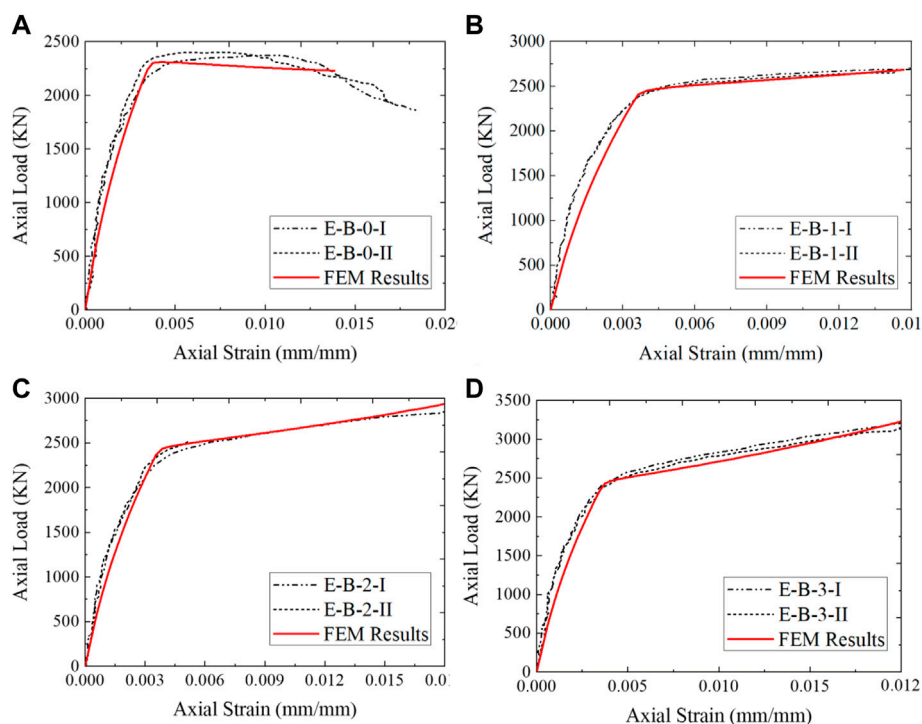 A
2500
2000
1500
1000
500
0
Axial Load (KN)
E-B-0-I
E-B-0-II
FEM Results
0.000 0.005 0.010 0.015 0.020
Axial Strain (mm/mm)
B
3000
2500
2000
1500
1000
500
0
Axial Load (KN)
E-B-1-I
E-B-1-II
FEM Results
0.000 0.003 0.006 0.009 0.012 0.01
Axial Strain (mm/mm)
C
3000
2500
2000
1500
1000
500
0
Axial Load (KN)
E-B-2-I
E-B-2-II
FEM Results
0.000 0.003 0.006 0.009 0.012 0.01
Axial Strain (mm/mm)
D
3500
3000
2500
2000
1500
1000
500
0
Axial Load (KN)
E-B-3-I
E-B-3-II
FEM Results
0.000 0.005 0.010 0.015 0.012
Axial Strain (mm/mm)